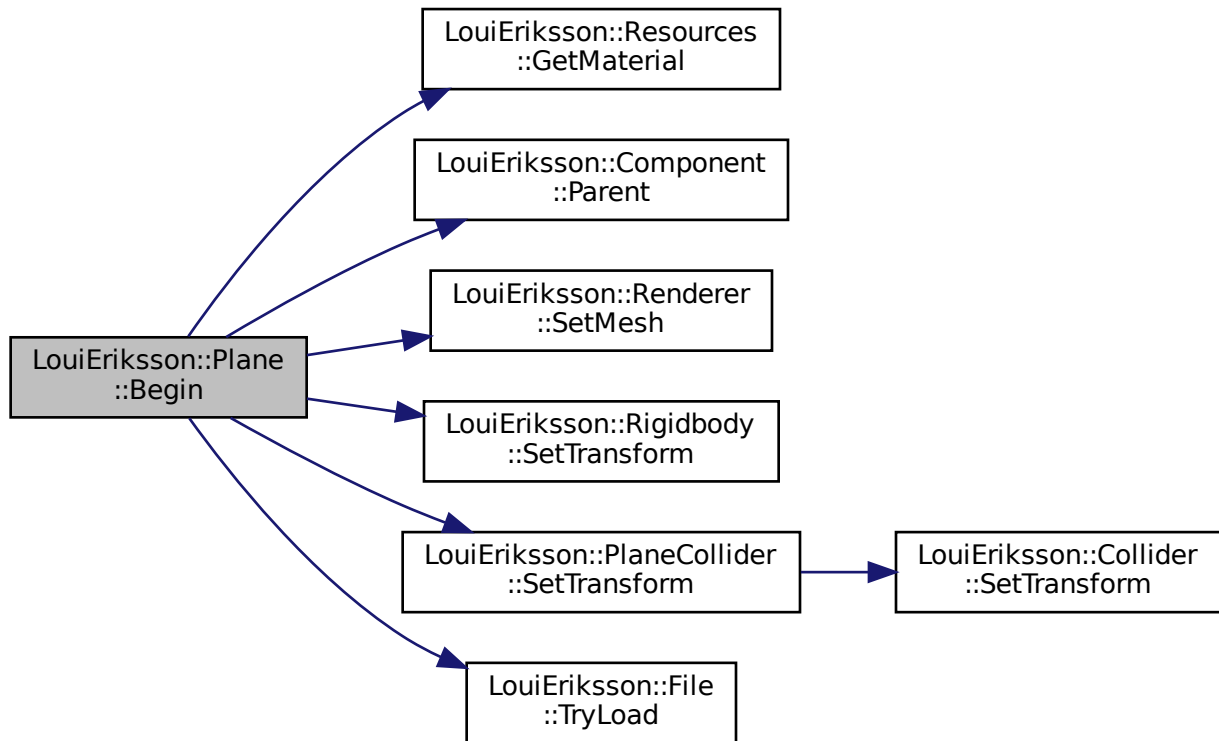 LouiEriksson::Resources
::GetMaterial
LouiEriksson::Component
::Parent
LouiEriksson::Renderer
::SetMesh
LouiEriksson::Plane
::Begin
LouiEriksson::Rigidbody
::SetTransform
LouiEriksson::PlaneCollider
::SetTransform
LouiEriksson::Collider
::SetTransform
LouiEriksson::File
::TryLoad